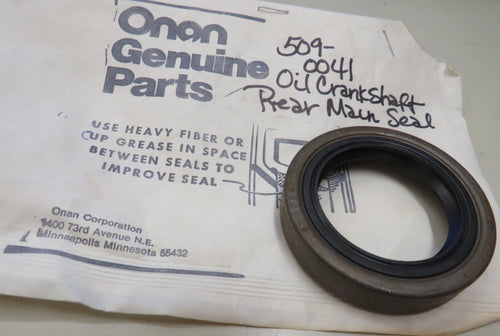 Onan
Genuine
Parts
509-
0041
Oil Crankshaft
Rear Main Seal
USE HEAVY FIBER OR
CUP GREASE IN SPACE
BETWEEN SEALS TO
IMPROVE SEAL
Onan Corporation
1400 73rd Avenue N.E.
Minneapolis Minnesota 55432